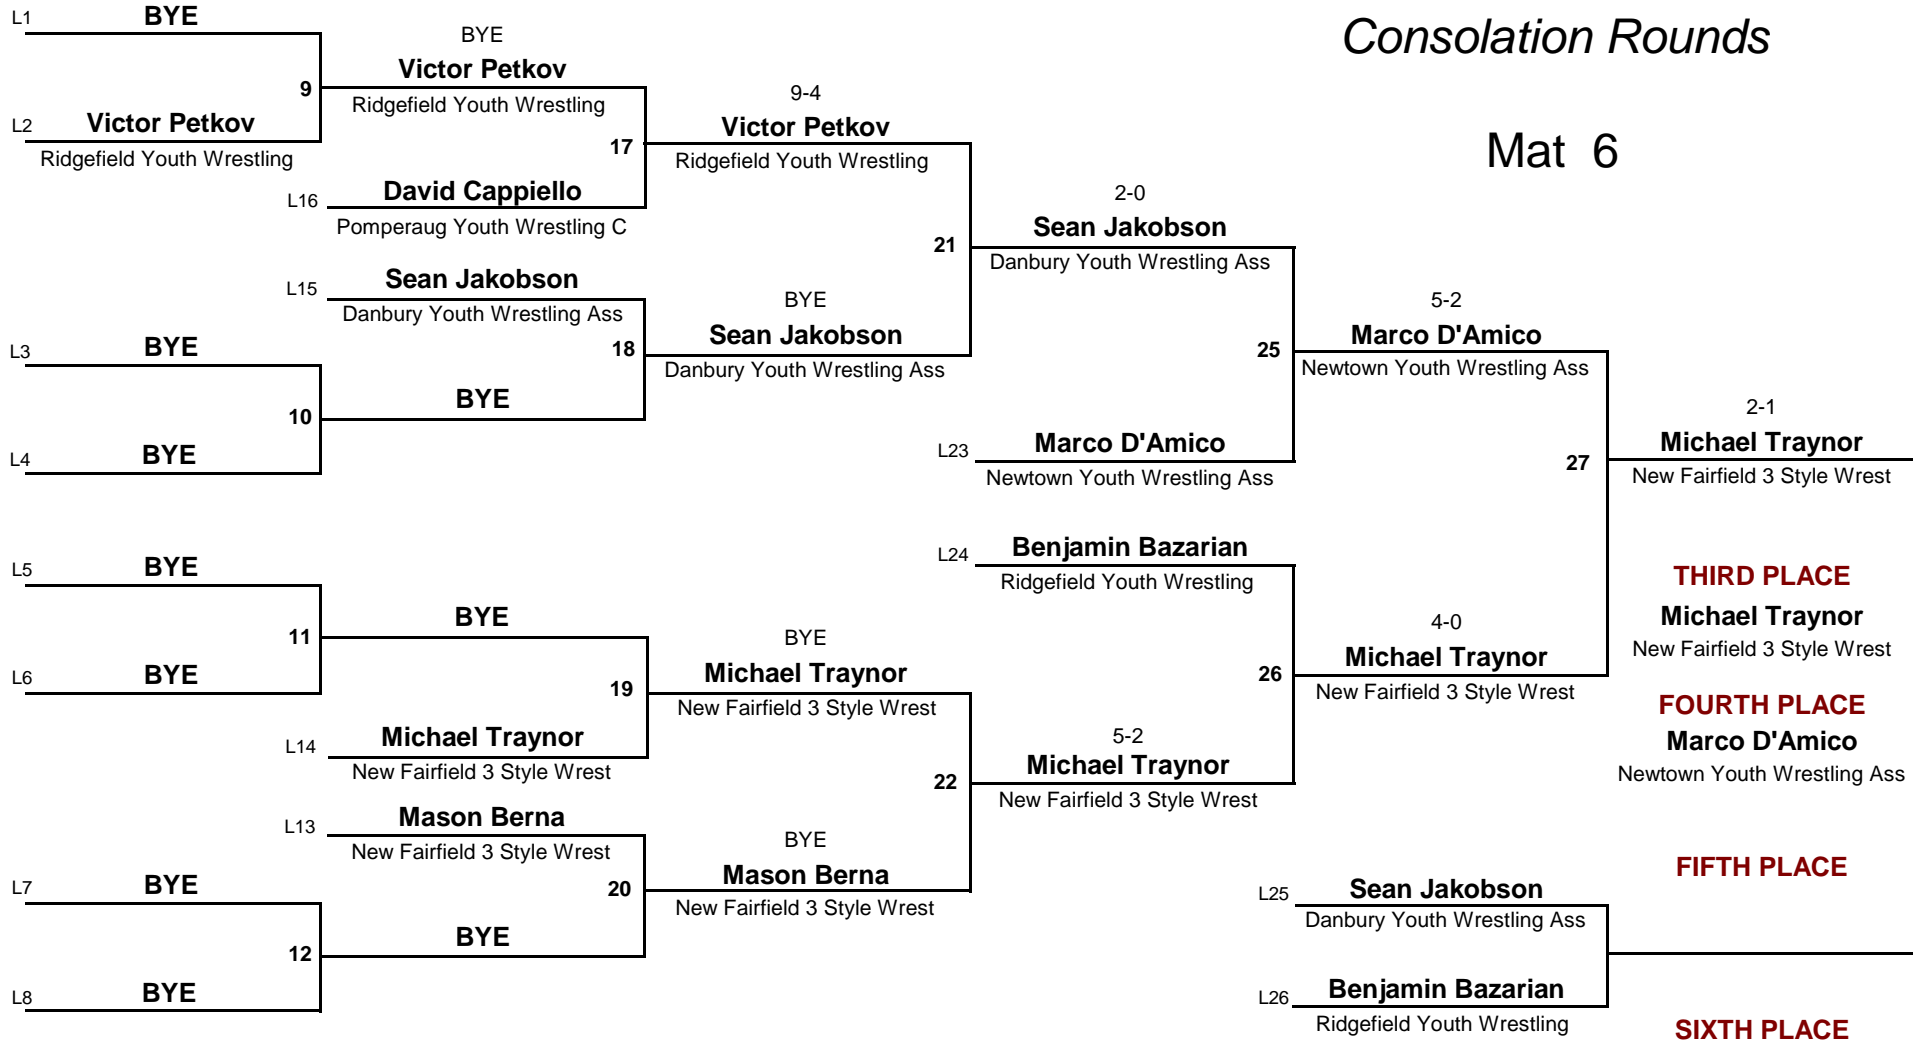 Consolation Rounds
Mat 6
L1 BYE
9
L2 Victor Petkov
Ridgefield Youth Wrestling
BYE
Victor Petkov
Ridgefield Youth Wrestling
17
L16 David Cappiello
Pomperaug Youth Wrestling C
9-4
Victor Petkov
Ridgefield Youth Wrestling
L15 Sean Jakobson
Danbury Youth Wrestling Ass
18
L3 BYE
10
L4 BYE
BYE
BYE
Sean Jakobson
Danbury Youth Wrestling Ass
21
2-0
Sean Jakobson
Danbury Youth Wrestling Ass
25
L23 Marco D'Amico
Newtown Youth Wrestling Ass
5-2
Marco D'Amico
Newtown Youth Wrestling Ass
27
2-1
Michael Traynor
New Fairfield 3 Style Wrest
L5 BYE
11
L6 BYE
BYE
19
L14 Michael Traynor
New Fairfield 3 Style Wrest
BYE
Michael Traynor
New Fairfield 3 Style Wrest
L13 Mason Berna
New Fairfield 3 Style Wrest
20
L7 BYE
12
L8 BYE
BYE
BYE
Mason Berna
New Fairfield 3 Style Wrest
22
5-2
Michael Traynor
New Fairfield 3 Style Wrest
L24 Benjamin Bazarian
Ridgefield Youth Wrestling
26
4-0
Michael Traynor
New Fairfield 3 Style Wrest
THIRD PLACE
Michael Traynor
New Fairfield 3 Style Wrest
FOURTH PLACE
Marco D'Amico
Newtown Youth Wrestling Ass
L25 Sean Jakobson
Danbury Youth Wrestling Ass
L26 Benjamin Bazarian
Ridgefield Youth Wrestling
FIFTH PLACE
SIXTH PLACE